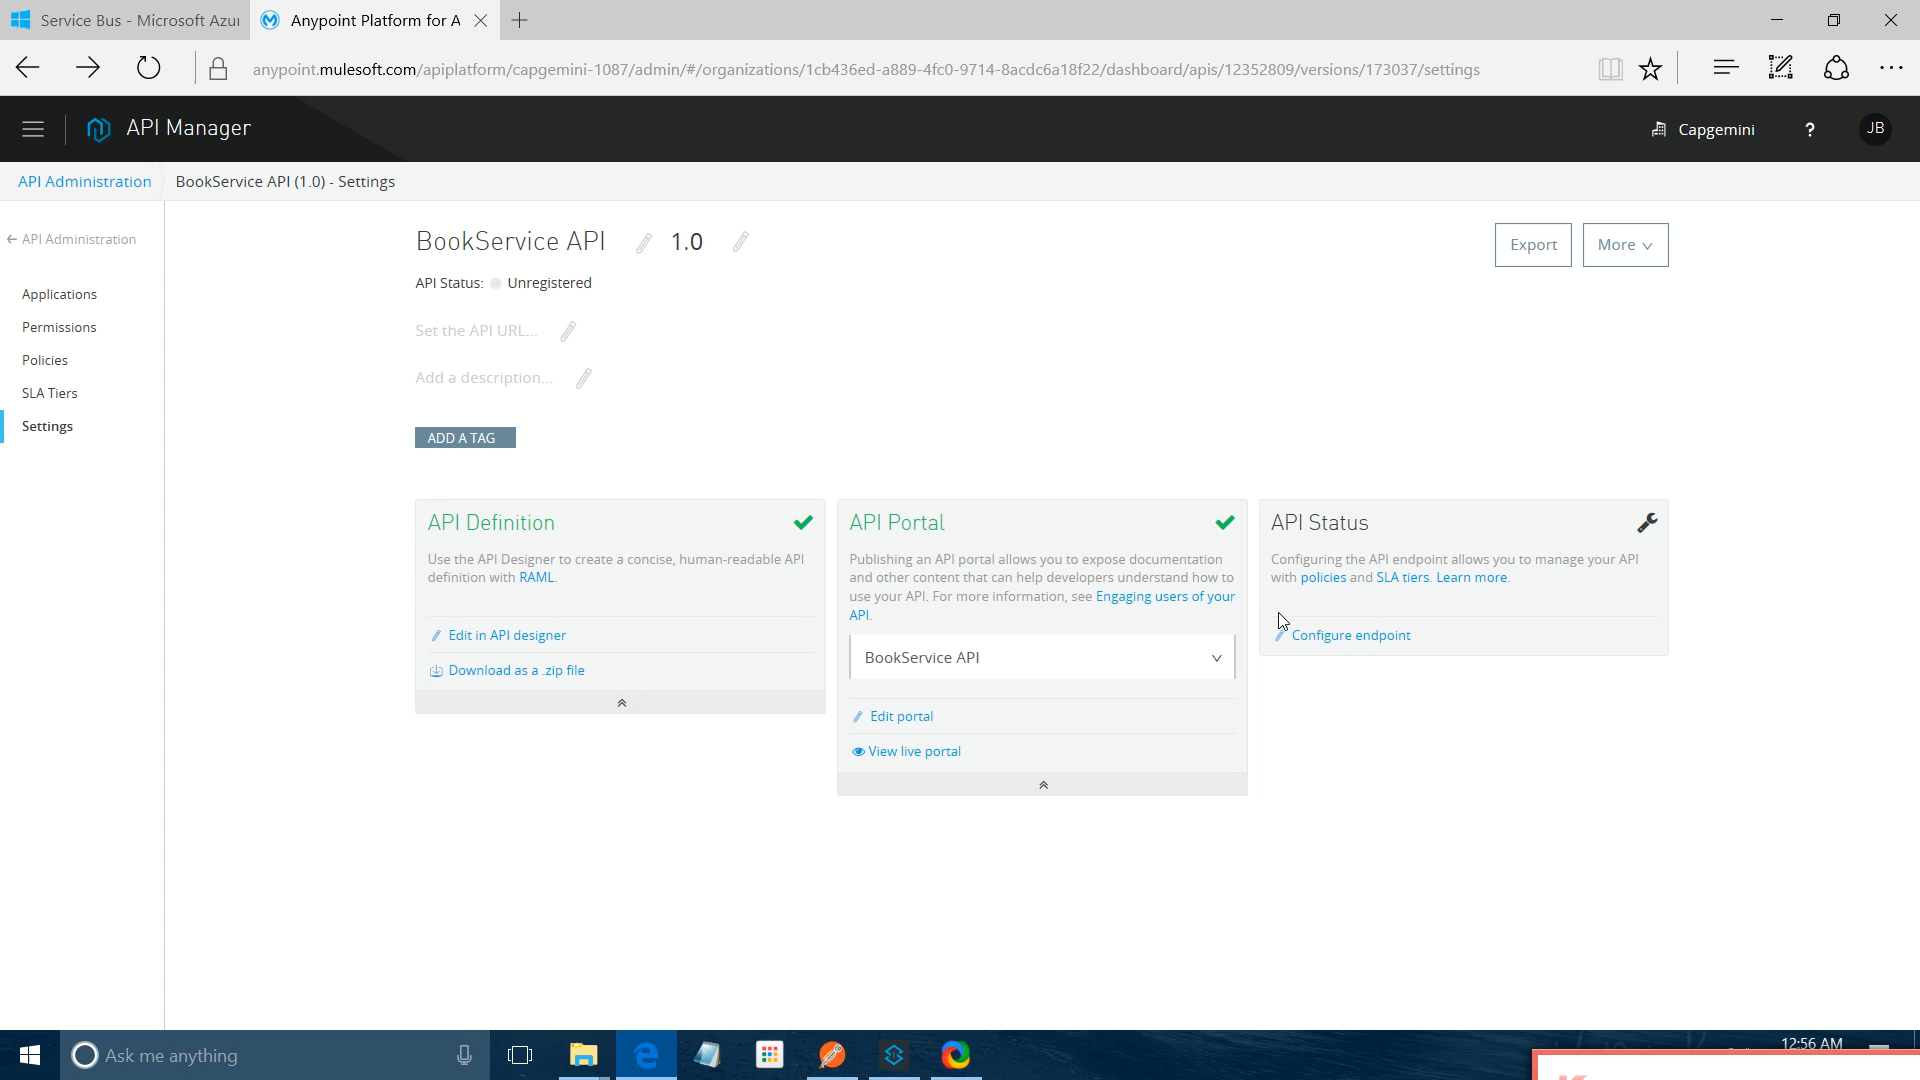 Service Bus - Microsoft Azu
Anypoint Platform for A
anypoint.mulesoft.com/apiplatform/capgemini-1087/admin/#/organizations/1cb436ed-a889-4fc0-9714-8acdc6a18f22/dashboard/apis/12352809/versions/173037/settings
API Manager
Capgemini
?
JB
API Administration
BookService API (1.0) - Settings
API Administration
Applications
Permissions
Policies
SLA Tiers
Settings
BookService API 1.0
Export
More
API Status: Unregistered
Set the API URL...
Add a description...
ADD A TAG
API Definition
Use the API Designer to create a concise, human-readable API
definition with RAML.
Edit in API designer
Download as a .zip file
API Portal
Publishing an API portal allows you to expose documentation
and other content that can help developers understand how to
use your API. For more information, see Engaging users of your
API.
BookService API
Edit portal
View live portal
API Status
Configuring the API endpoint allows you to manage your API
with policies and SLA tiers. Learn more.
Configure endpoint
Ask me anything
12:56 AM